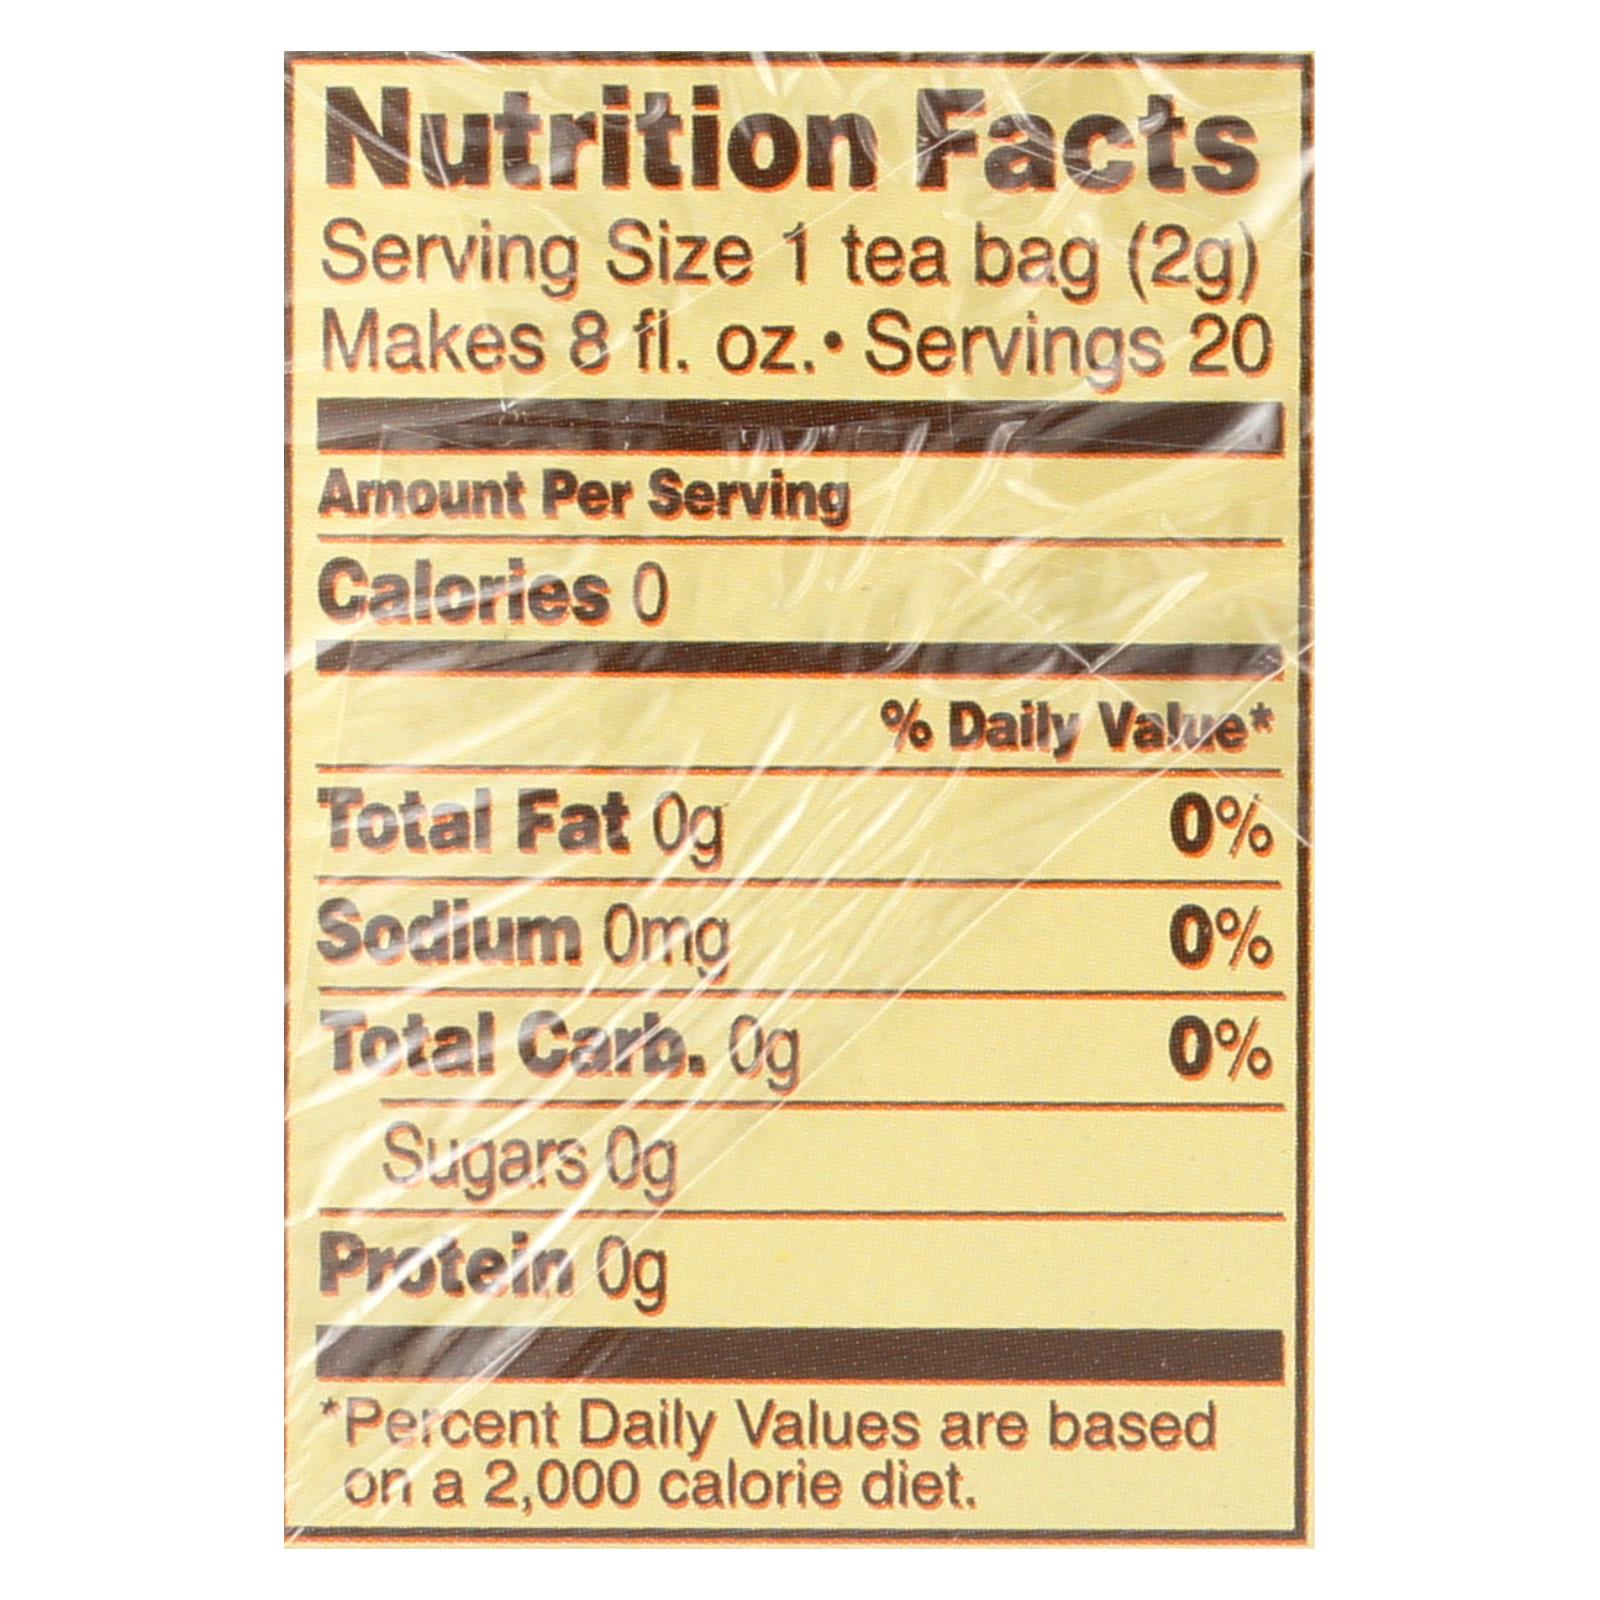 Nutrition Facts
Serving Size 1 tea bag (2g)
Makes 8 fl. oz.• Servings 20
Amount Per Serving
Calories 0
% Daily Value*
Total Fat 0g 0%
Sodium 0mg 0%
Total Carb. 0g 0%
Sugars 0g
Protein 0g
*Percent Daily Values are based
on a 2,000 calorie diet.